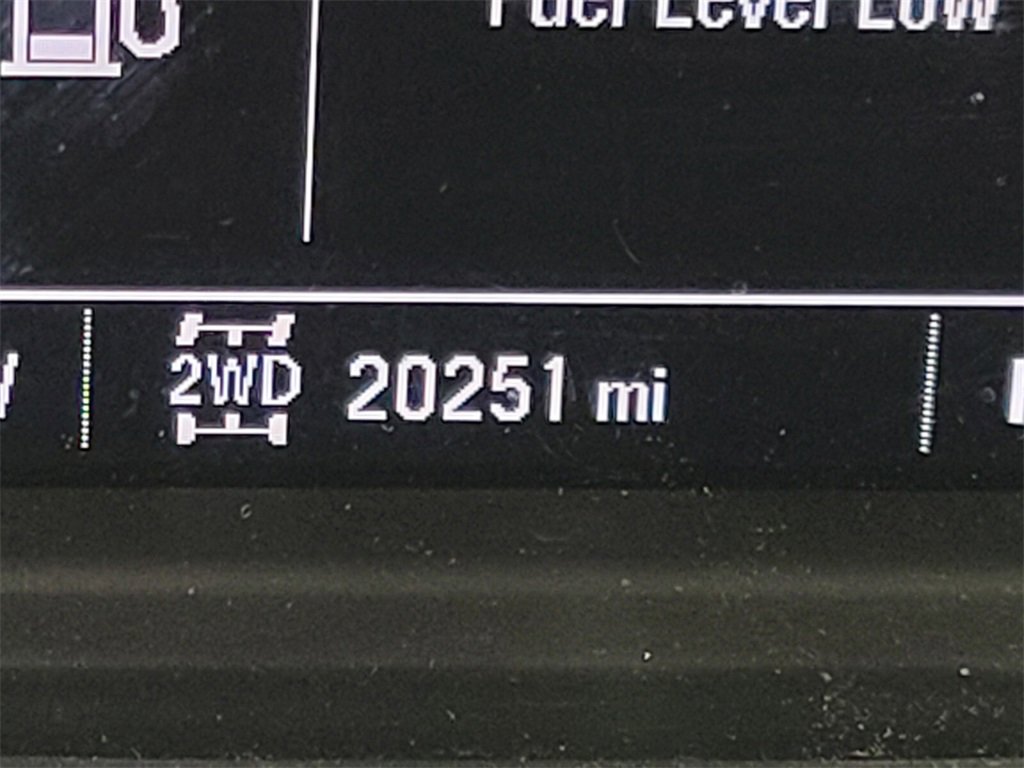 Fuel Level Low
2WD 20251 mi